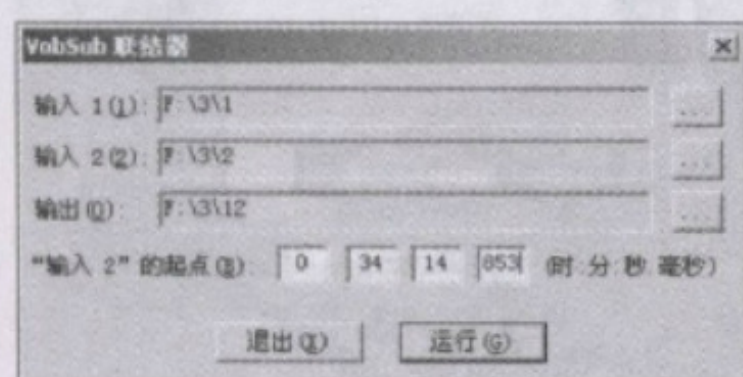 VobSub 联结器
输入 1(1): F:\3\1 ...
输入 2(2): F:\3\2 ...
输出(O): F:\3\12 ...
“输入 2”的起点(B): 0 34 14 853 (时:分:秒.毫秒)
退出(X) 运行(G)